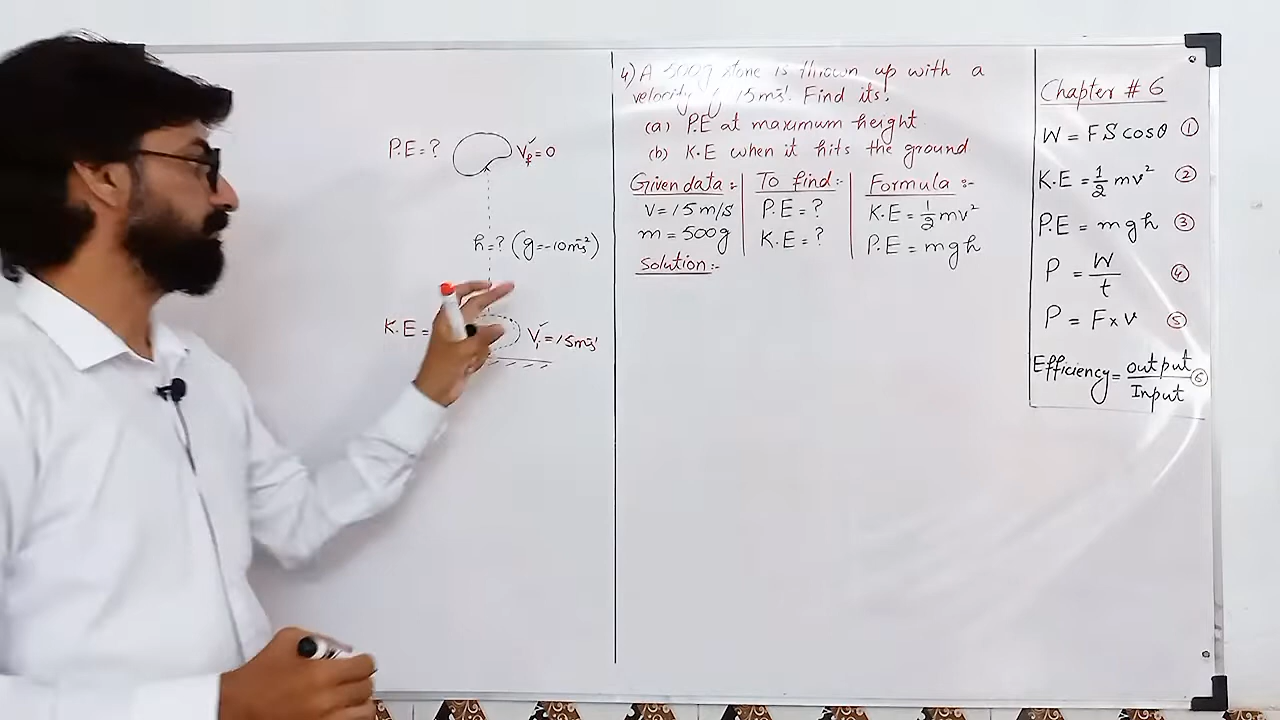 P.E = ?
Vf = 0
h = ? (g = -10ms⁻²)
K.E =
Vi = 15ms⁻¹
4) A 500g stone is thrown up with a
velocity of 15ms⁻¹. Find its.
(a) P.E at maximum height
(b) K.E when it hits the ground
Given data :- To find :- Formula :-
v = 15 m/s P.E = ? K.E = 1/2 mv²
m = 500g K.E = ? P.E = mgh
Solution :-
Chapter # 6
W = FS cosθ ①
K.E = 1/2 mv² ②
P.E = mgh ③
P = W/t ④
P = F×v ⑤
Efficiency = output/Input ⑥